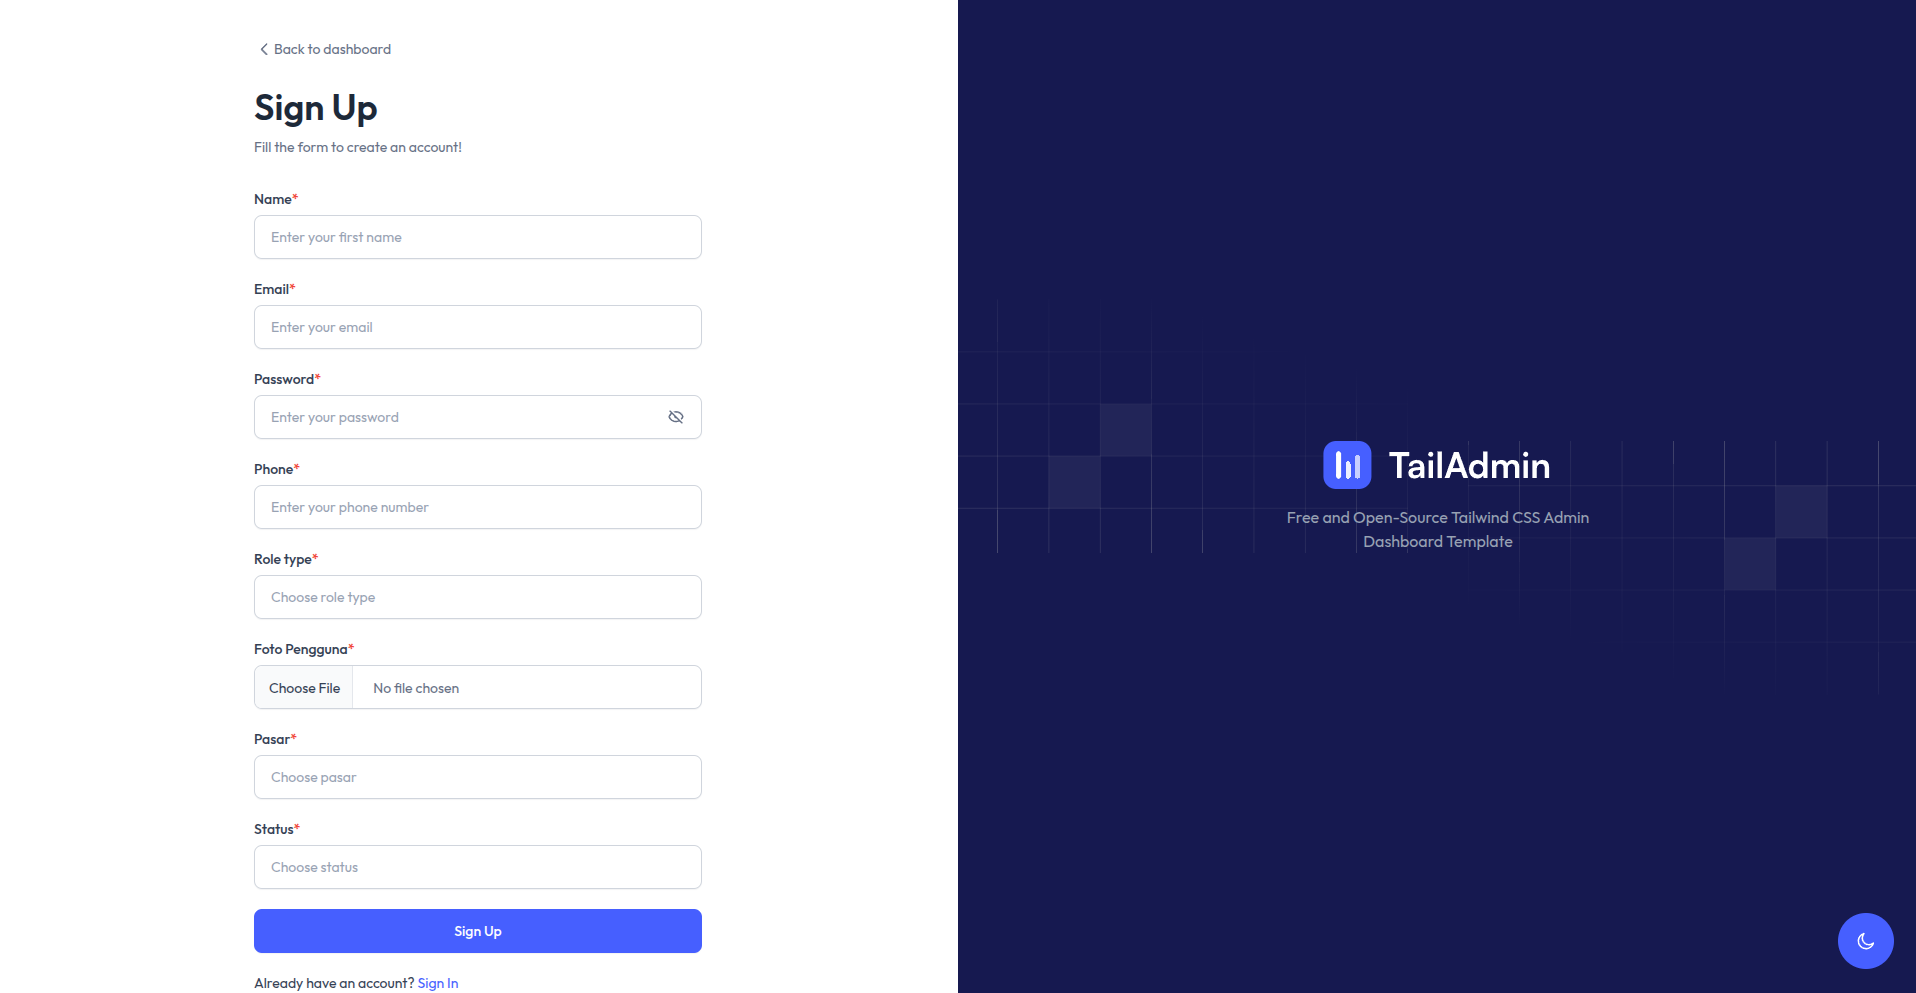 Back to dashboard
Sign Up
Fill the form to create an account!
Name*
Enter your first name
Email*
Enter your email
Password*
Enter your password
Phone*
Enter your phone number
Role type*
Choose role type
Foto Pengguna*
Choose File No file chosen
Pasar*
Choose pasar
Status*
Choose status
Sign Up
Already have an account? Sign In
TailAdmin
Free and Open-Source Tailwind CSS Admin
Dashboard Template